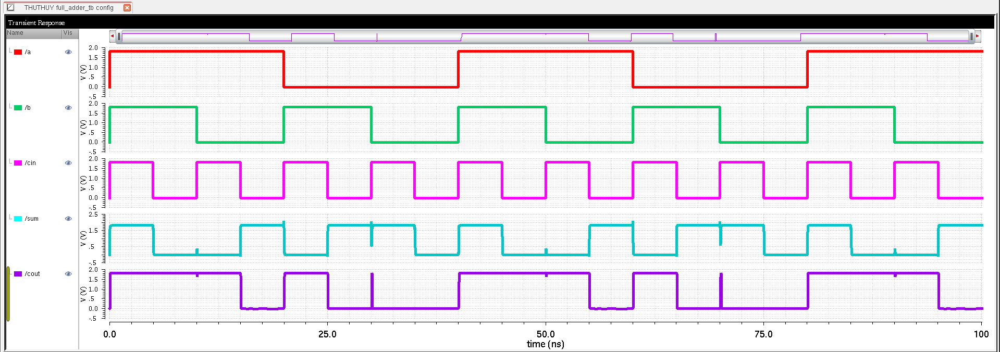 THUTHUY full_adder_tb config
Transient Response
Name Vis
/a
2.0
1.5
1.0
.5
0.0
-.5
V (V)
/b
2.0
1.5
1.0
.5
0.0
-.5
V (V)
/cin
2.0
1.5
1.0
.5
0.0
-.5
V (V)
/sum
2.5
1.5
.5
-.5
V (V)
/cout
2.0
1.5
1.0
.5
0.0
-.5
V (V)
0.0 25.0 50.0 75.0 100
time (ns)